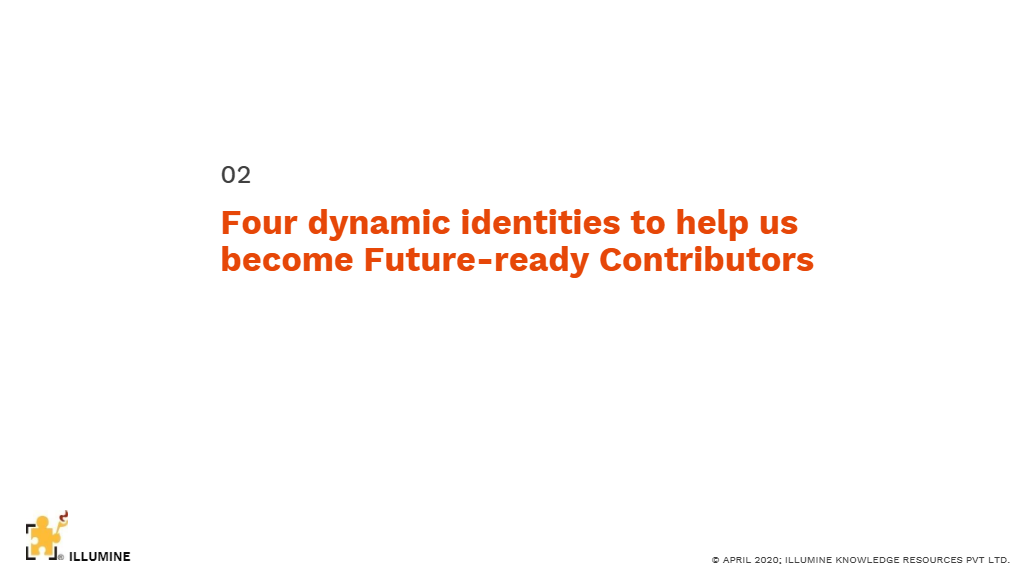 02
Four dynamic identities to help us
become Future-ready Contributors
® ILLUMINE
© APRIL 2020; ILLUMINE KNOWLEDGE RESOURCES PVT LTD.